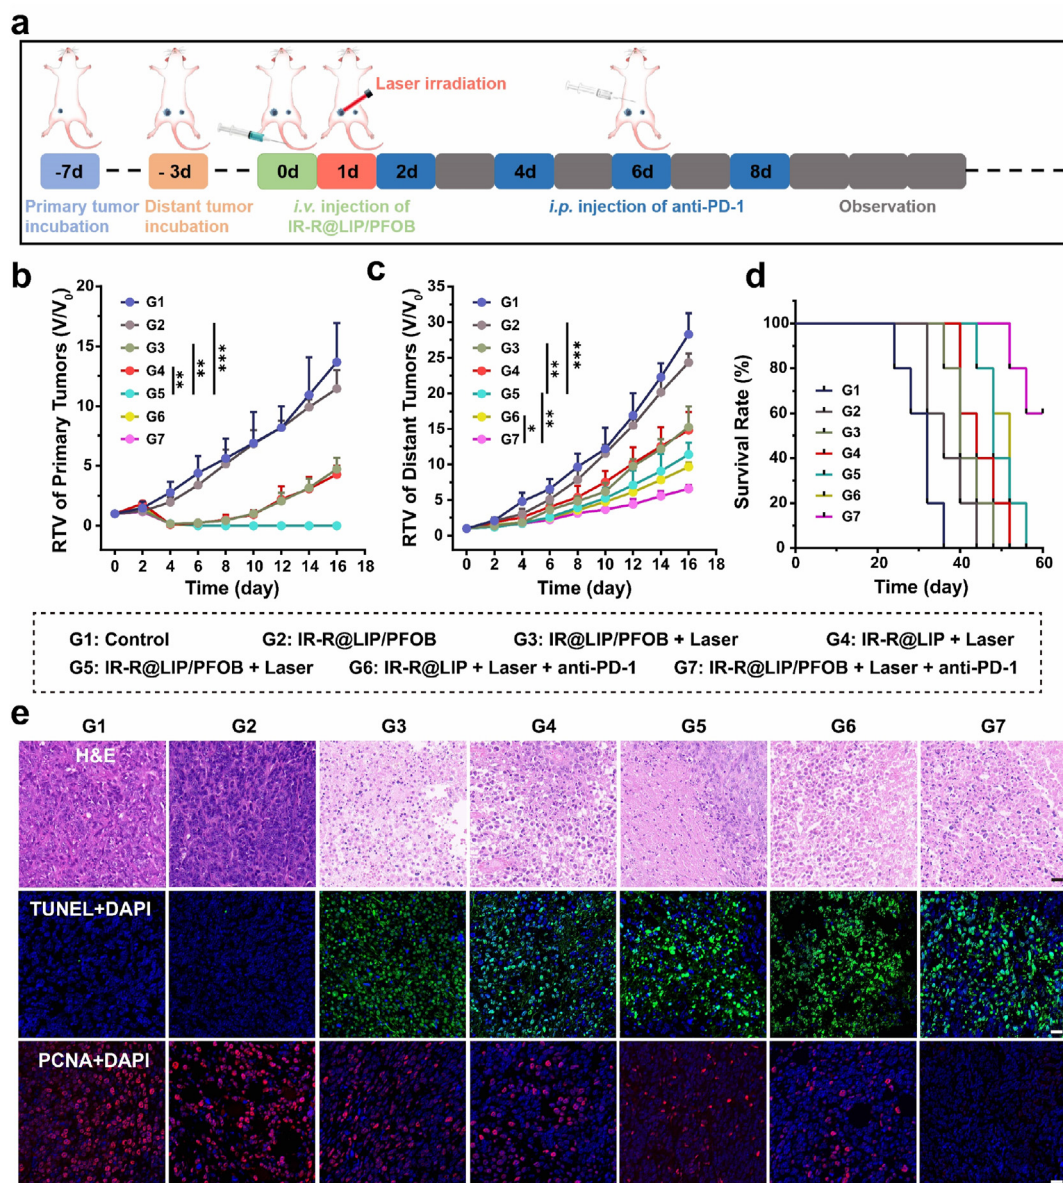 a
Laser irradiation
-7d
- 3d
0d
1d
2d
4d
6d
8d
Primary tumor
incubation
Distant tumor
incubation
i.v. injection of
IR-R@LIP/PFOB
i.p. injection of anti-PD-1
Observation
b
RTV of Primary Tumors (V/V0)
20
15
10
5
0
G1
G2
G3
G4
G5
G6
G7
**
**
***
0 2 4 6 8 10 12 14 16 18
Time (day)
c
RTV of Distant Tumors (V/V0)
35
30
25
20
15
10
5
0
G1
G2
G3
G4
G5
G6
G7
**
***
*
**
0 2 4 6 8 10 12 14 16 18
Time (day)
d
Survival Rate (%)
100
80
60
40
20
0
G1
G2
G3
G4
G5
G6
G7
0 20 40 60
Time (day)
G1: Control G2: IR-R@LIP/PFOB G3: IR@LIP/PFOB + Laser G4: IR-R@LIP + Laser
G5: IR-R@LIP/PFOB + Laser G6: IR-R@LIP + Laser + anti-PD-1 G7: IR-R@LIP/PFOB + Laser + anti-PD-1
e
G1 G2 G3 G4 G5 G6 G7
H&E
TUNEL+DAPI
PCNA+DAPI